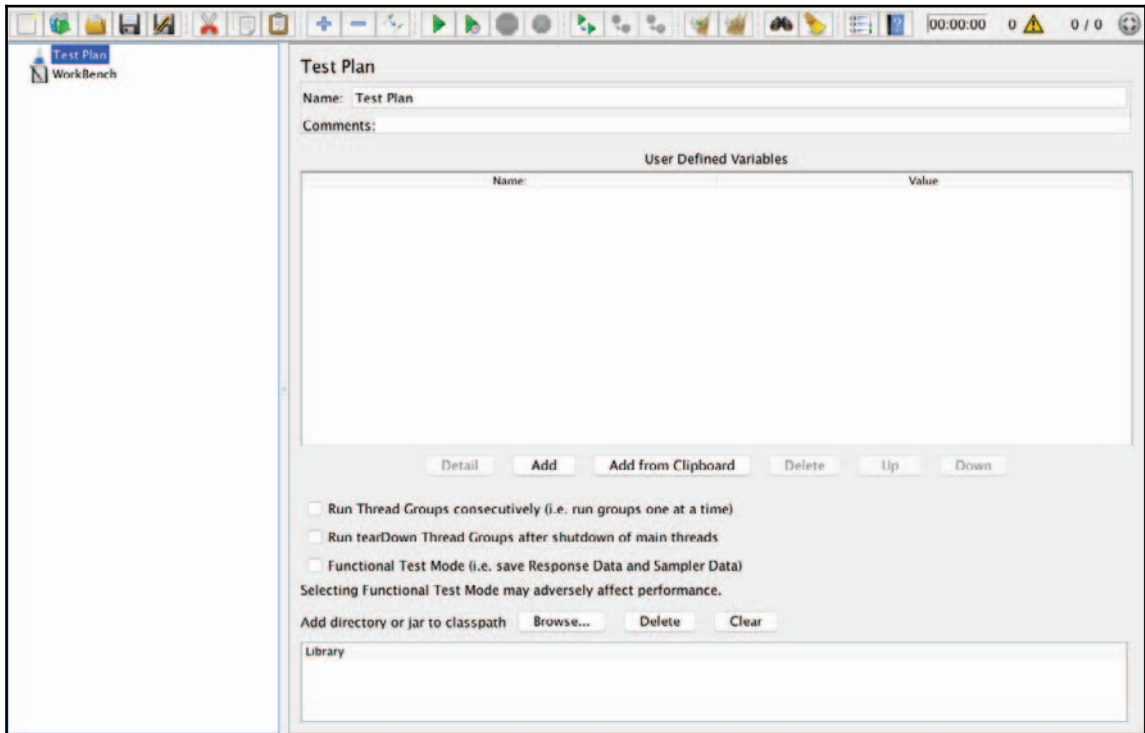 00:00:00 0 0 / 0
Test Plan
WorkBench
Test Plan
Name: Test Plan
Comments:
User Defined Variables
Name: Value
Detail Add Add from Clipboard Delete Up Down
Run Thread Groups consecutively (i.e. run groups one at a time)
Run tearDown Thread Groups after shutdown of main threads
Functional Test Mode (i.e. save Response Data and Sampler Data)
Selecting Functional Test Mode may adversely affect performance.
Add directory or jar to classpath Browse... Delete Clear
Library